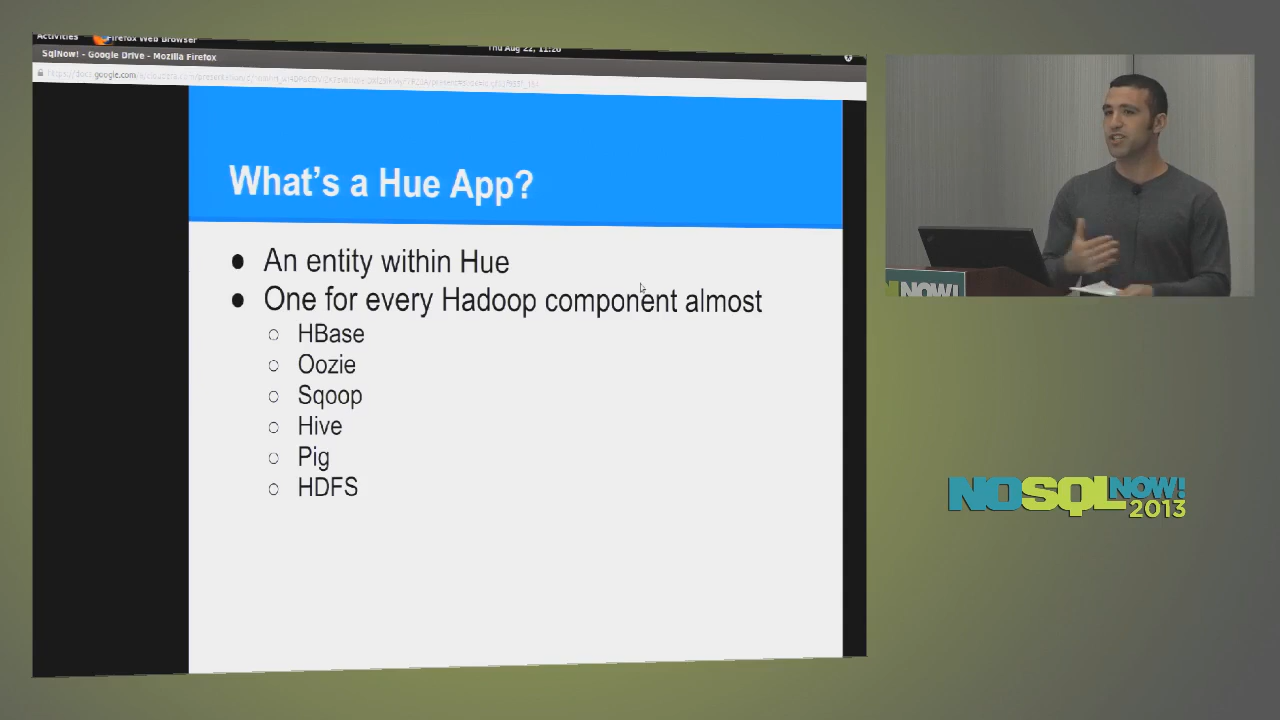 Activities
Firefox Web Browser
Thu Aug 22, 11:20
SqlNow! - Google Drive - Mozilla Firefox
What's a Hue App?
● An entity within Hue
● One for every Hadoop component almost
○ HBase
○ Oozie
○ Sqoop
○ Hive
○ Pig
○ HDFS
NOW!
NOSQLNOW!
2013